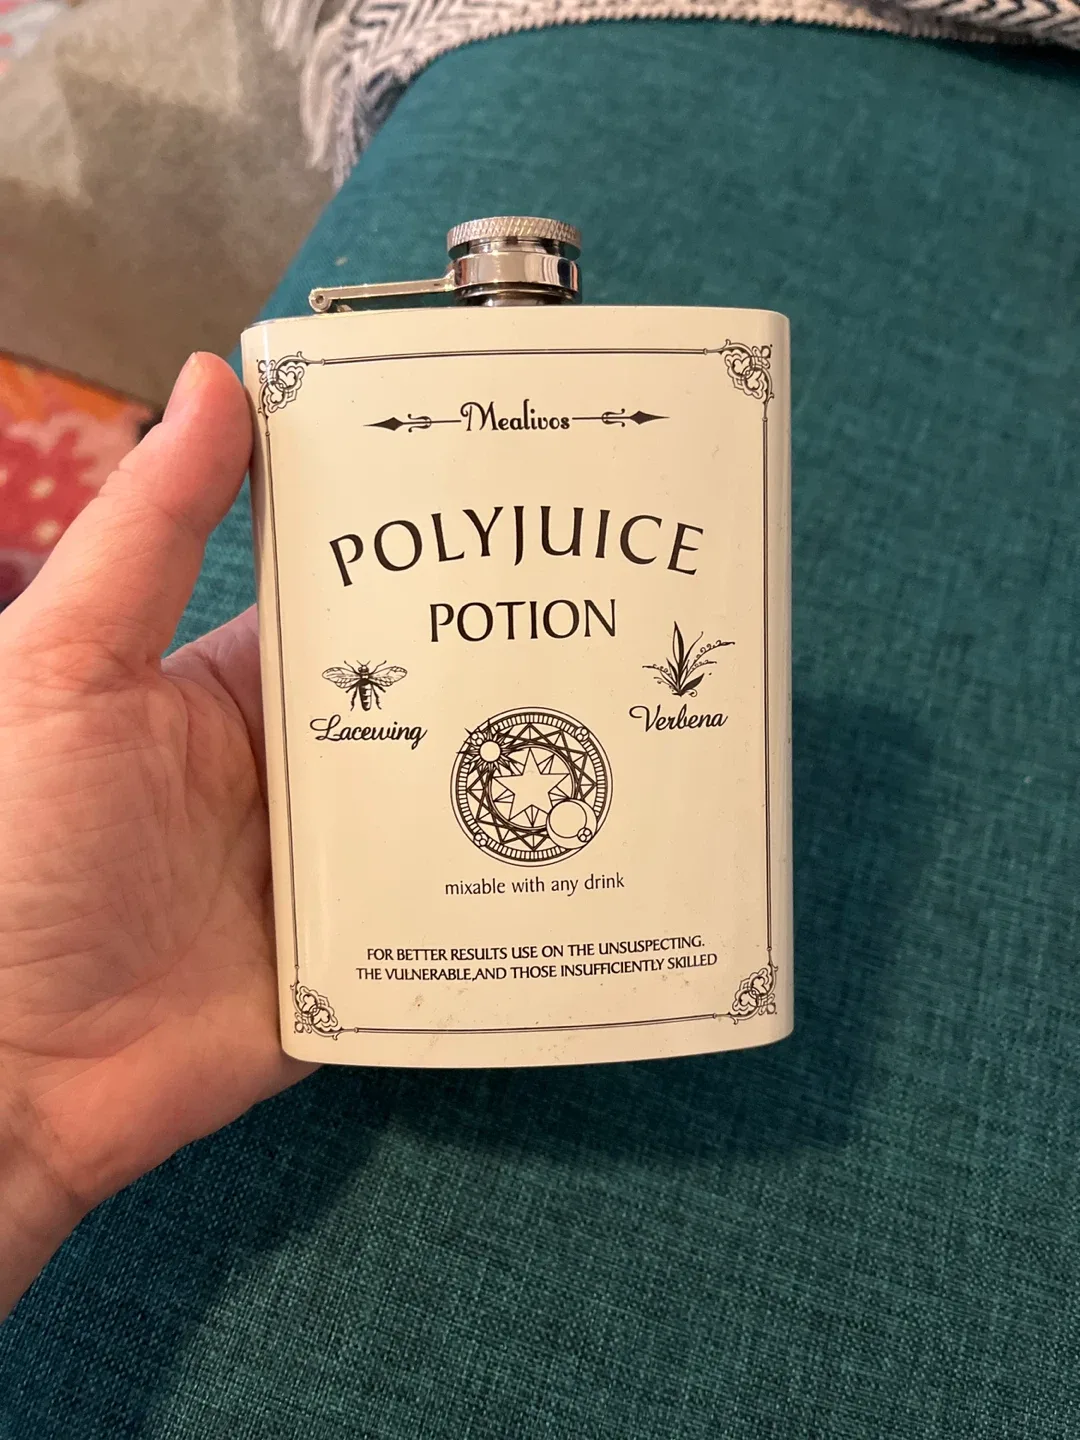 Mealivos
POLYJUICE
POTION
Lacewing
Verbena
mixable with any drink
FOR BETTER RESULTS USE ON THE UNSUSPECTING.
THE VULNERABLE,AND THOSE INSUFFICIENTLY SKILLED